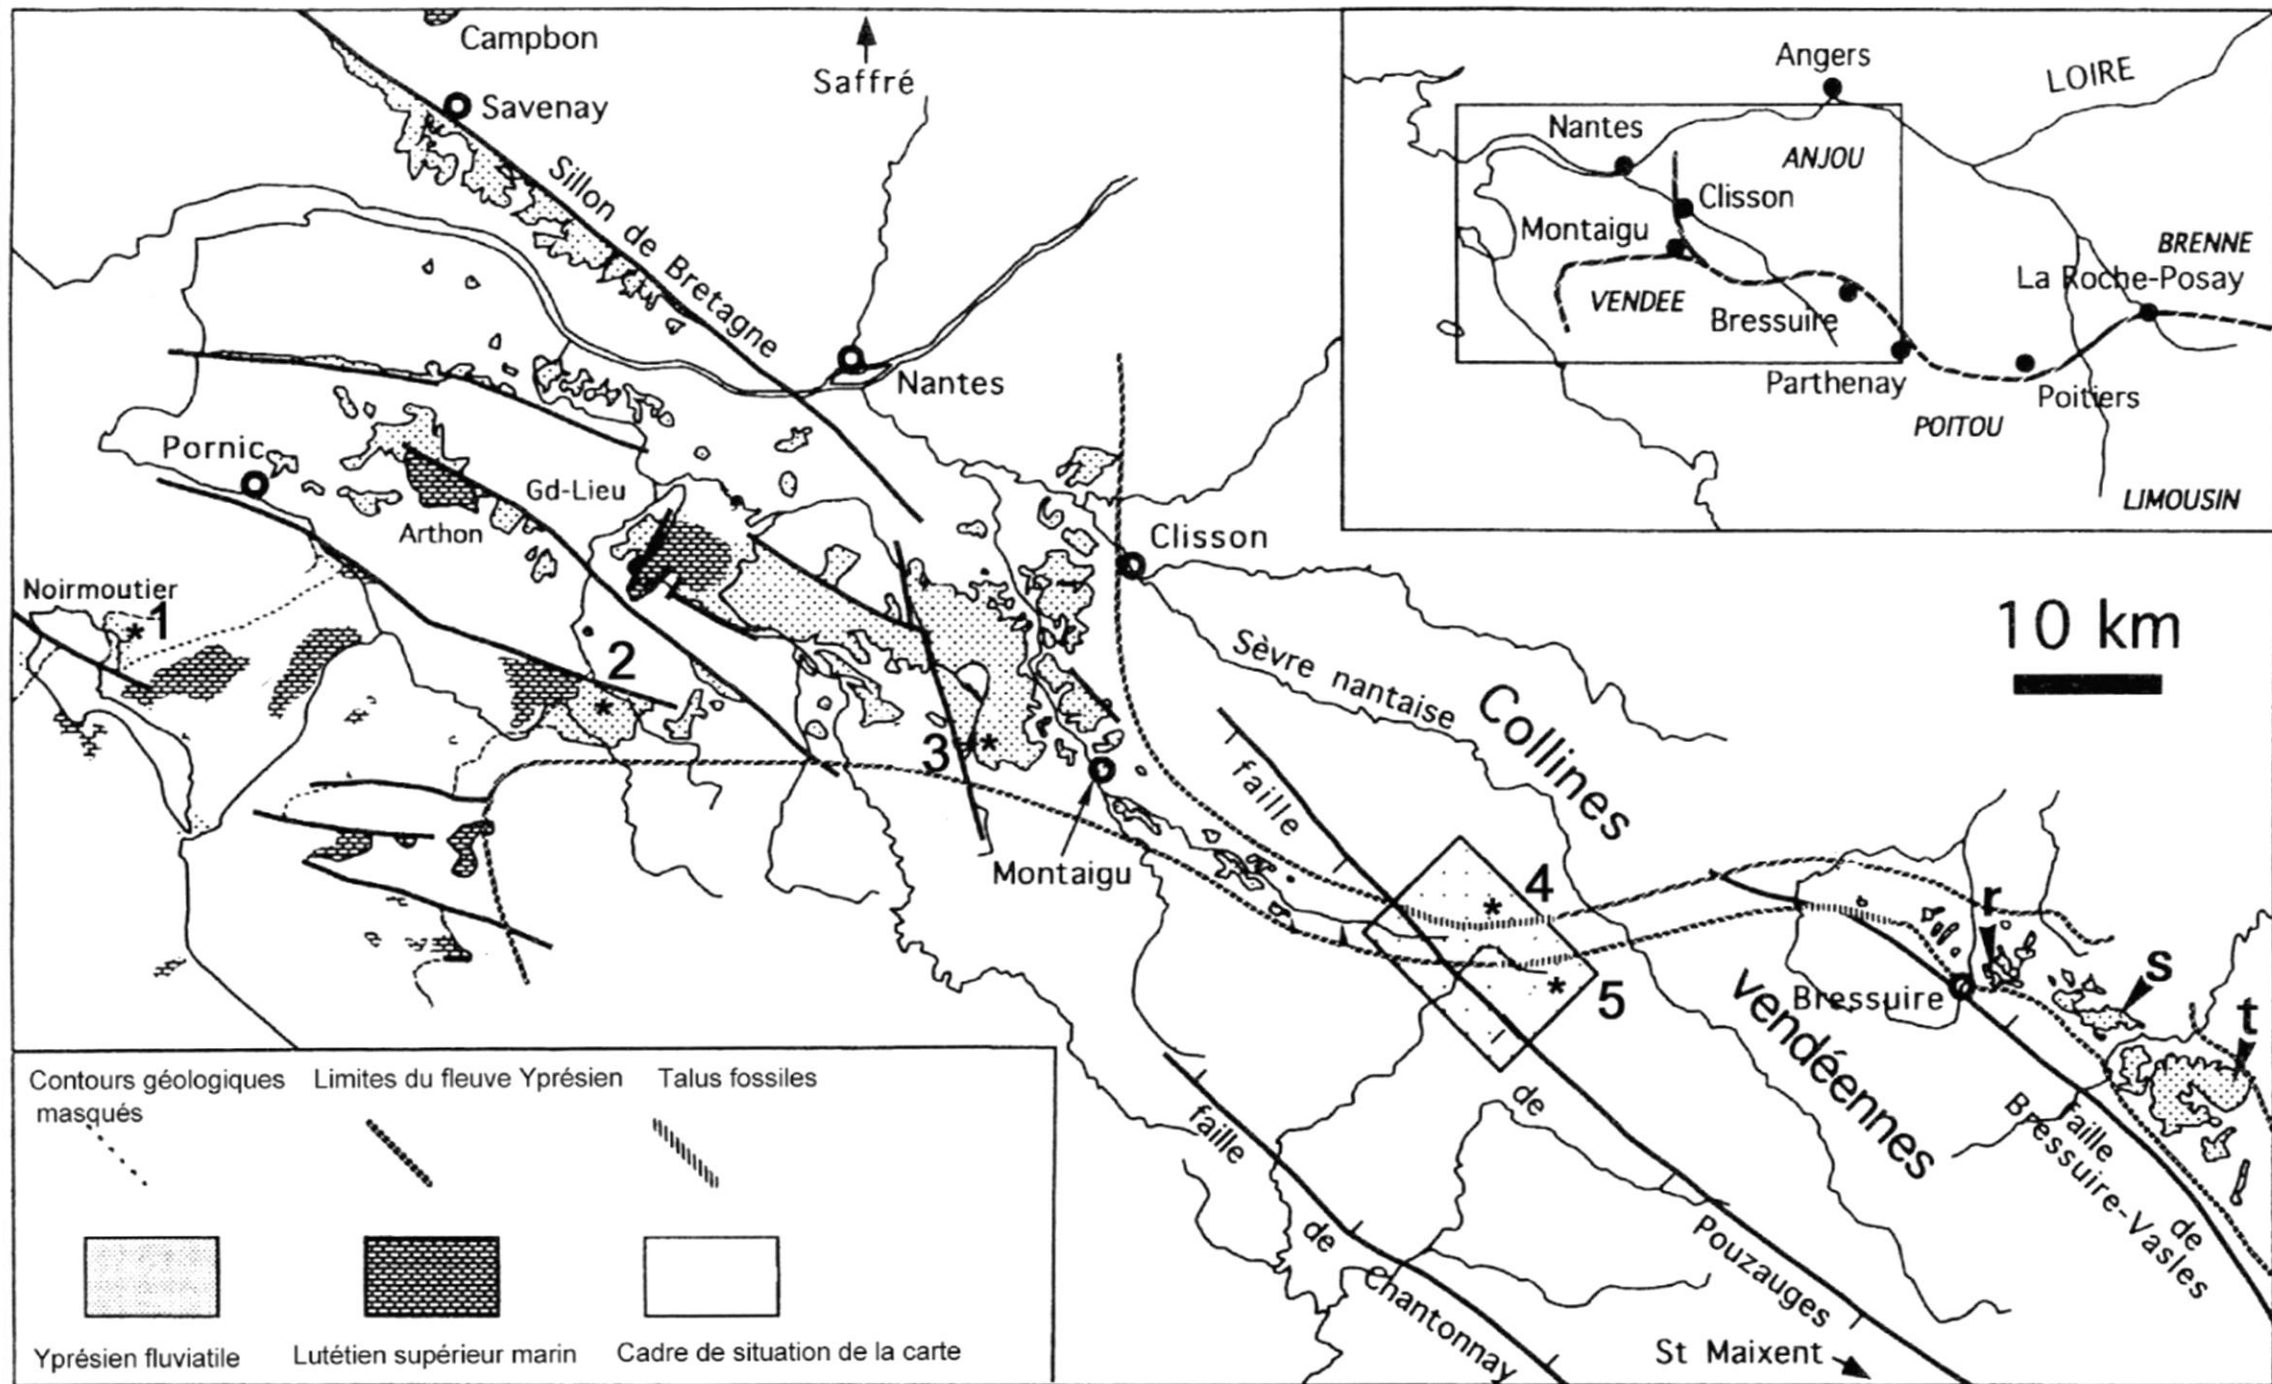 Campbon
Saffré
Savenay
Sillon de Bretagne
Nantes
Pornic
Gd-Lieu
Arthon
Clisson
Noirmoutier
1
2
3
Montaigu
Sèvre nantaise
Collines
vendéennes
10 km
faille
de
Pouzauges
4
5
faille
de
Chantonnay
Bressuire
r
s
t
faille
de
Bressuire-Vasles
St Maixent
Angers
LOIRE
Nantes
ANJOU
Clisson
Montaigu
BRENNE
La Roche-Posay
VENDEE
Bressuire
Parthenay
Poitiers
POITOU
LIMOUSIN
Contours géologiques
masqués
Limites du fleuve Yprésien
Talus fossiles
Yprésien fluviatile
Lutétien supérieur marin
Cadre de situation de la carte